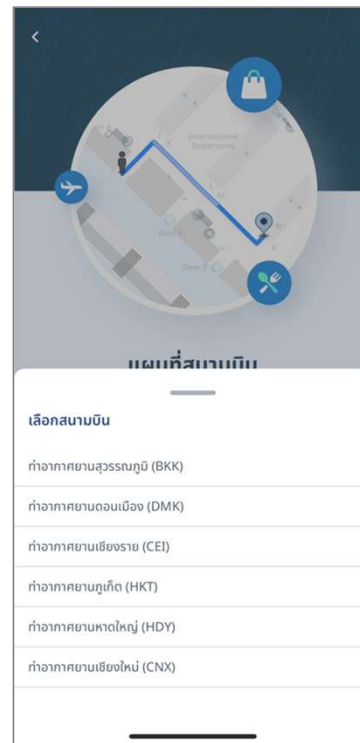 International
Departures
แผนที่สนามบิน
เลือกสนามบิน
ท่าอากาศยานสุวรรณภูมิ (BKK)
ท่าอากาศยานดอนเมือง (DMK)
ท่าอากาศยานเชียงราย (CEI)
ท่าอากาศยานภูเก็ต (HKT)
ท่าอากาศยานหาดใหญ่ (HDY)
ท่าอากาศยานเชียงใหม่ (CNX)